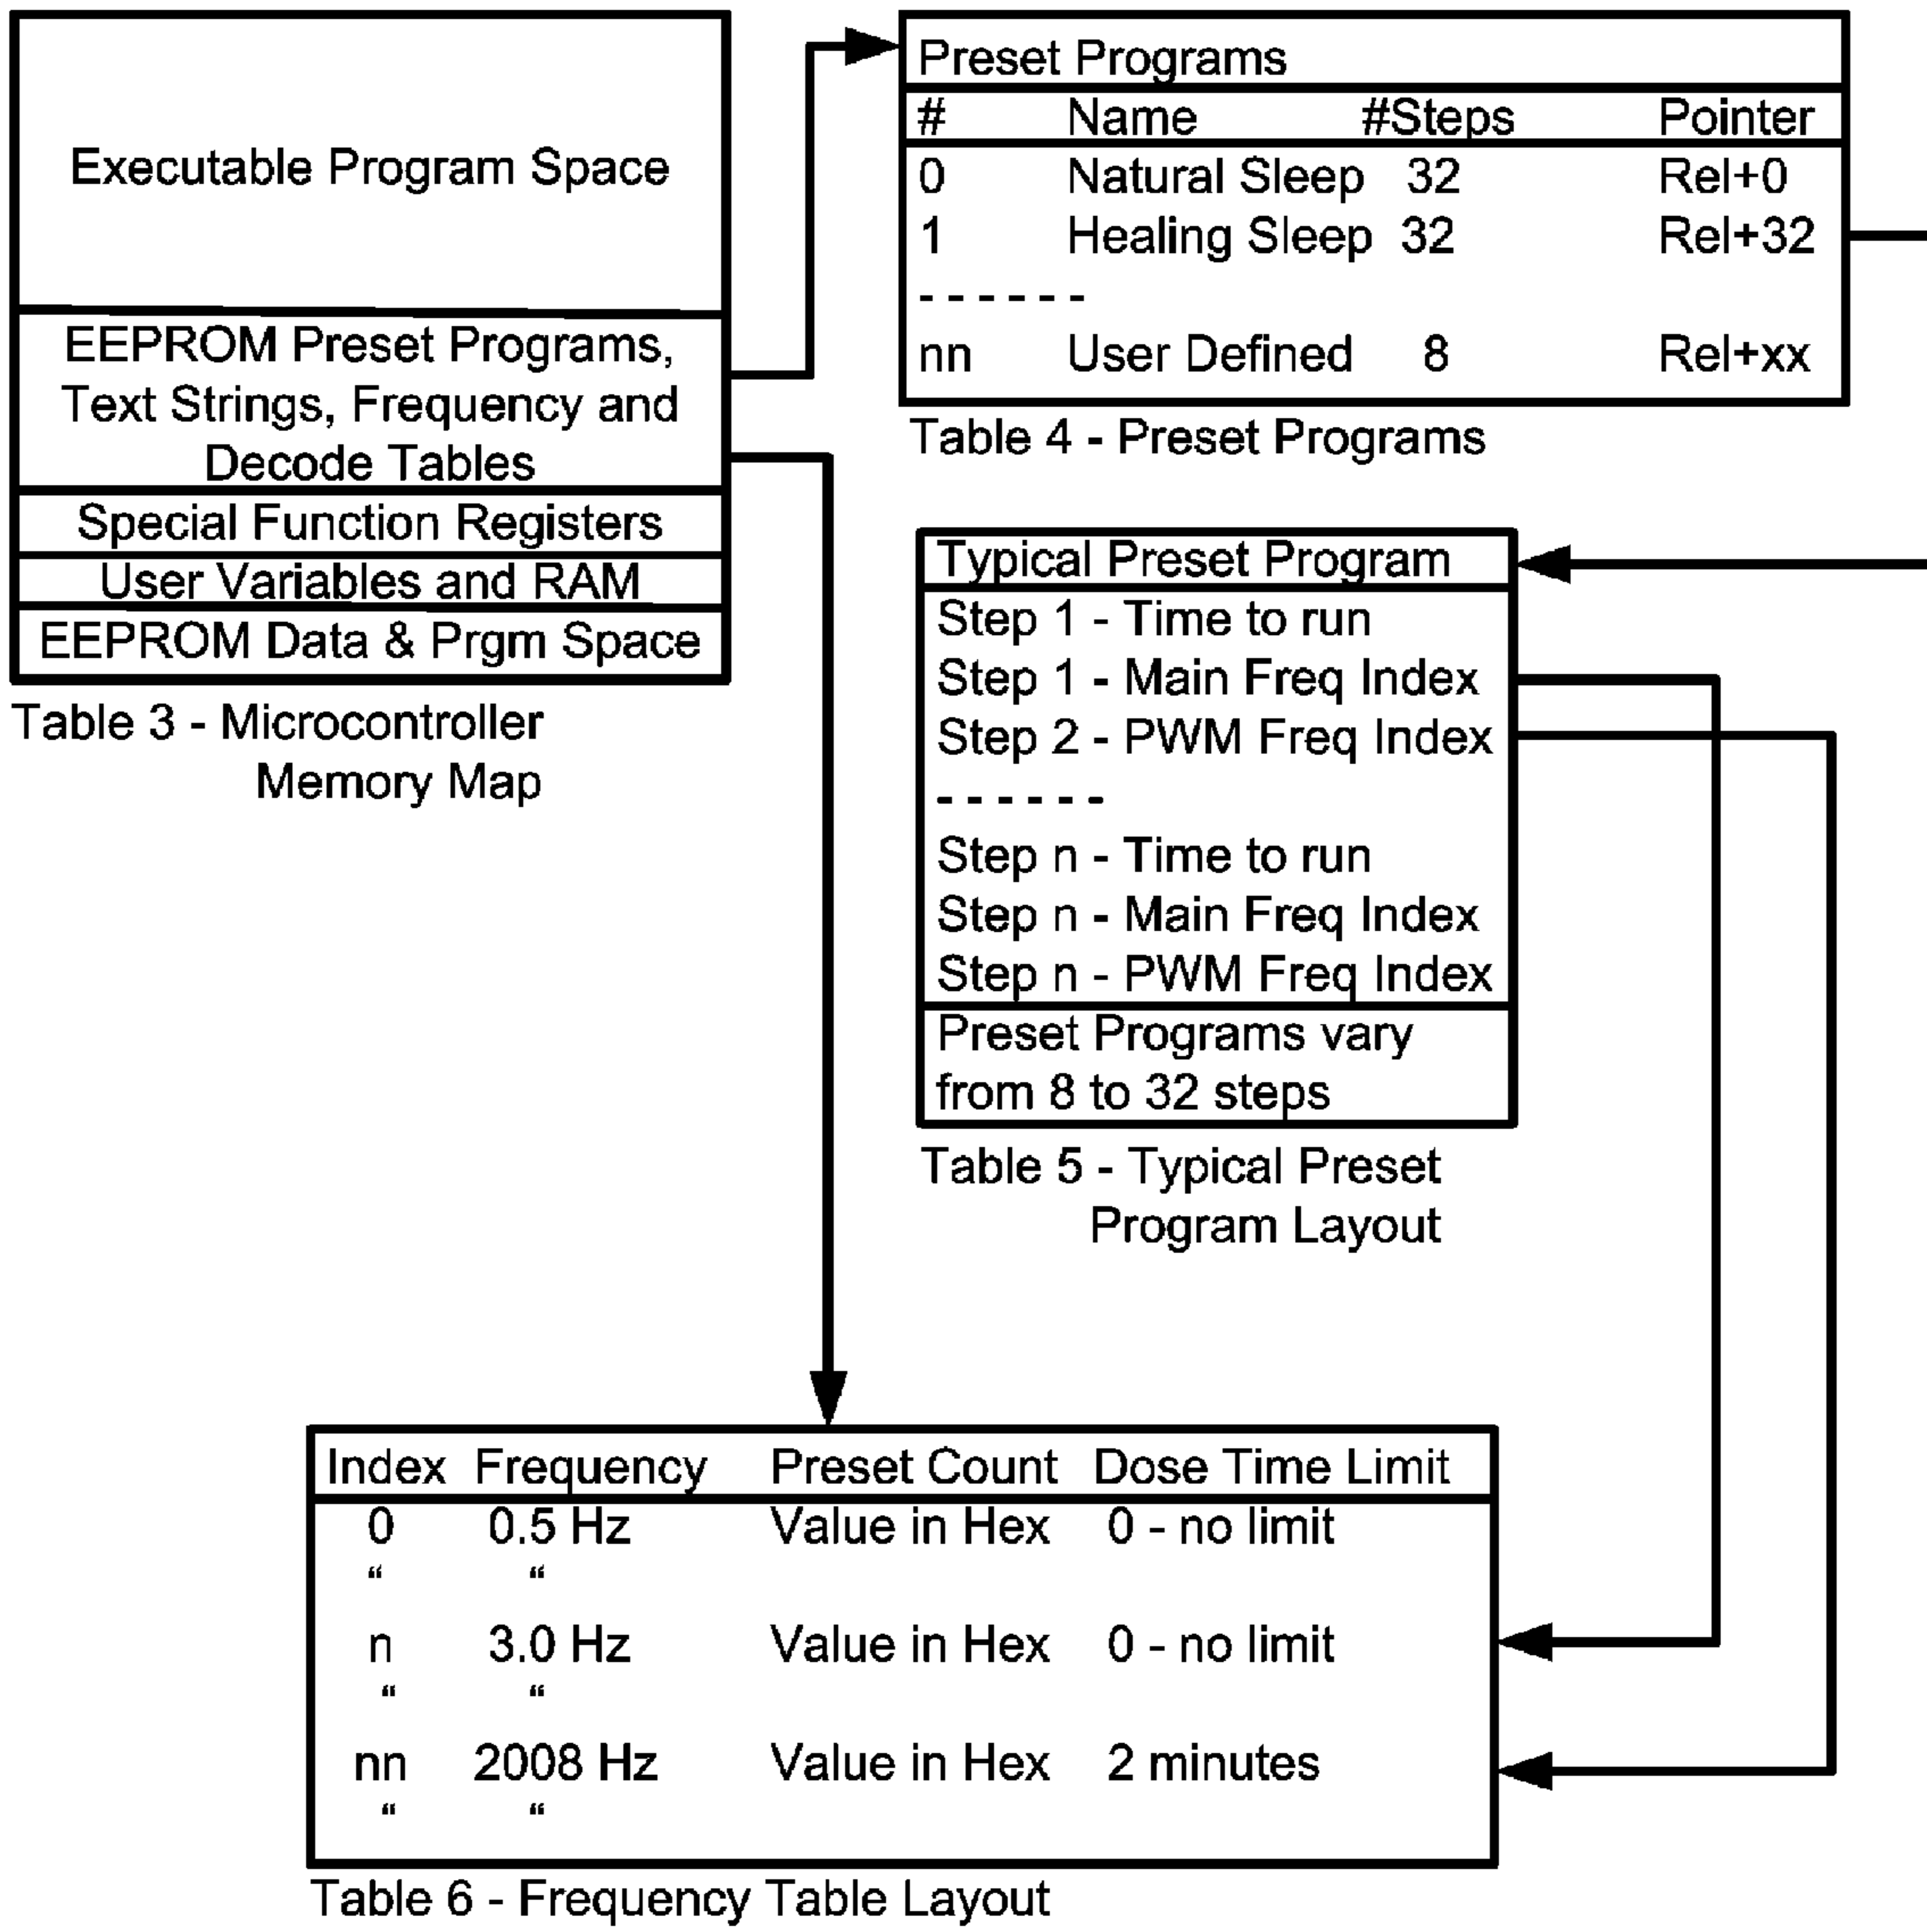 Executable Program Space
EEPROM Preset Programs,
Text Strings, Frequency and
Decode Tables
Special Function Registers
User Variables and RAM
EEPROM Data & Prgm Space
Table 3 - Microcontroller
Memory Map
Preset Programs
# Name #Steps Pointer
0 Natural Sleep 32 Rel+0
1 Healing Sleep 32 Rel+32
- - - - - -
nn User Defined 8 Rel+xx
Table 4 - Preset Programs
Typical Preset Program
Step 1 - Time to run
Step 1 - Main Freq Index
Step 2 - PWM Freq Index
- - - - - -
Step n - Time to run
Step n - Main Freq Index
Step n - PWM Freq Index
Preset Programs vary
from 8 to 32 steps
Table 5 - Typical Preset
Program Layout
Index Frequency Preset Count Dose Time Limit
0 0.5 Hz Value in Hex 0 - no limit
“ “
n 3.0 Hz Value in Hex 0 - no limit
“ “
nn 2008 Hz Value in Hex 2 minutes
“ “
Table 6 - Frequency Table Layout